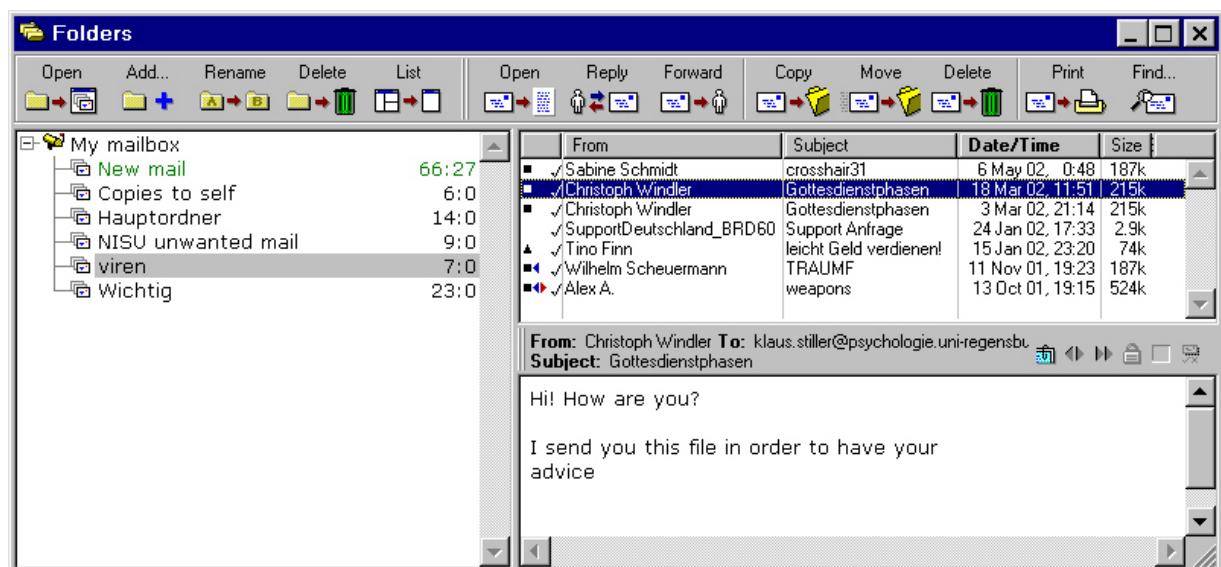 Folders
Open Add... Rename Delete List Open Reply Forward Copy Move Delete Print Find...
My mailbox
New mail 66:27
Copies to self 6:0
Hauptordner 14:0
NISU unwanted mail 9:0
viren 7:0
Wichtig 23:0
From Subject Date/Time Size
Sabine Schmidt crosshair31 6 May 02, 0:48 187k
Christoph Windler Gottesdienstphasen 18 Mar 02, 11:51 215k
Christoph Windler Gottesdienstphasen 3 Mar 02, 21:14 215k
SupportDeutschland_BRD60 Support Anfrage 24 Jan 02, 17:33 2.9k
Tino Finn leicht Geld verdienen! 15 Jan 02, 23:20 74k
Wilhelm Scheuermann TRAUMF 11 Nov 01, 19:23 187k
Alex A. weapons 13 Oct 01, 19:15 524k
From: Christoph Windler To: klaus.stiller@psychologie.uni-regensbu
Subject: Gottesdienstphasen
Hi! How are you?
I send you this file in order to have your
advice